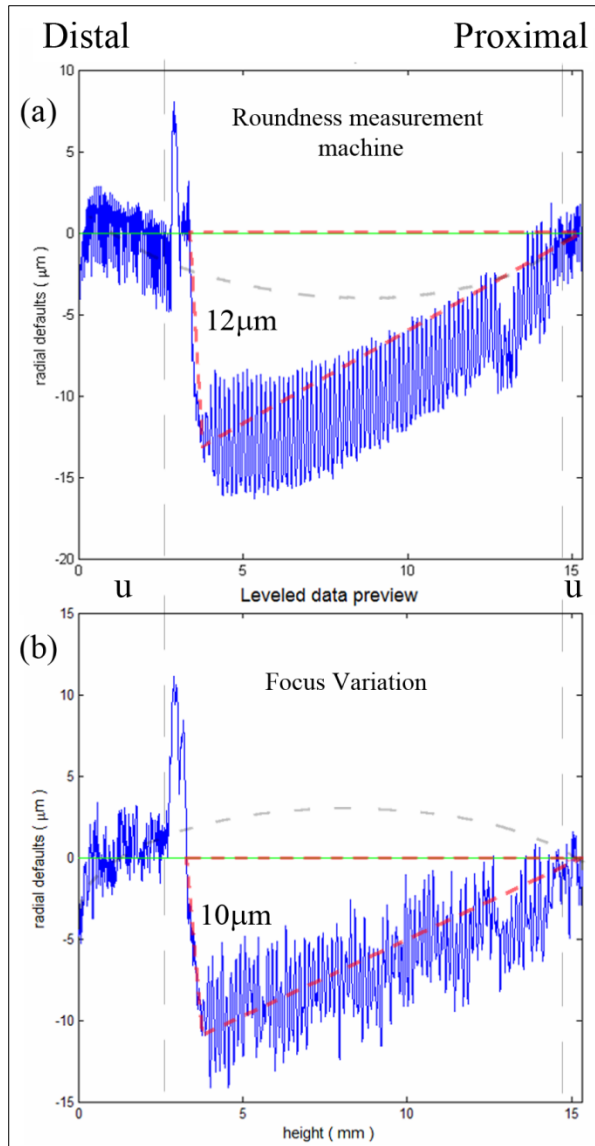 Distal Proximal
(a)
Roundness measurement
machine
12μm
radial defaults ( μm )
10
5
0
-5
-10
-15
-20
0 5 10 15
u u
Leveled data preview
(b)
Focus Variation
10μm
radial defaults ( μm )
15
10
5
0
-5
-10
-15
0 5 10 15
height ( mm )